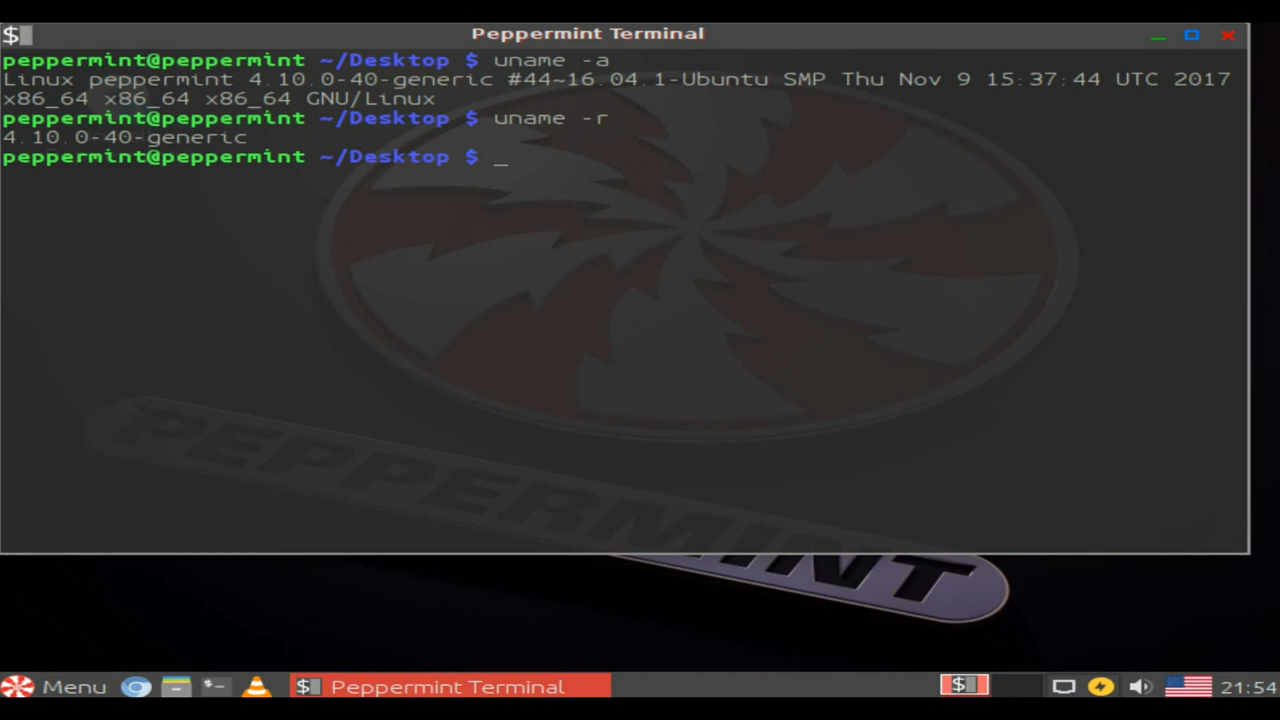 $
Peppermint Terminal
peppermint@peppermint ~/Desktop $ uname -a
Linux peppermint 4.10.0-40-generic #44~16.04.1-Ubuntu SMP Thu Nov 9 15:37:44 UTC 2017
x86_64 x86_64 x86_64 GNU/Linux
peppermint@peppermint ~/Desktop $ uname -r
4.10.0-40-generic
peppermint@peppermint ~/Desktop $ _
PEPPERMINT
Menu $- $ Peppermint Terminal $ 21:54